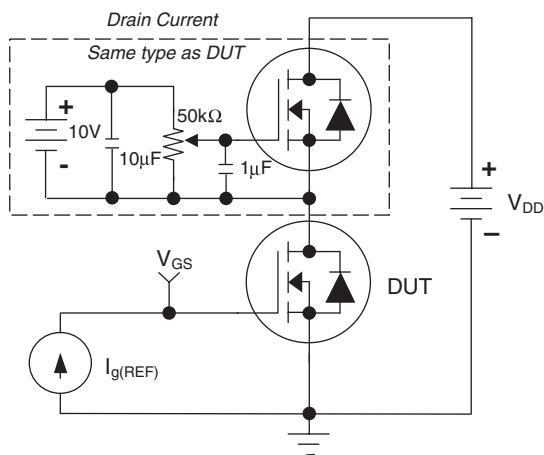 Drain Current
Same type as DUT
+
10V
-
10μF
50kΩ
1μF
+
V_DD
−
V_GS
DUT
I_g(REF)